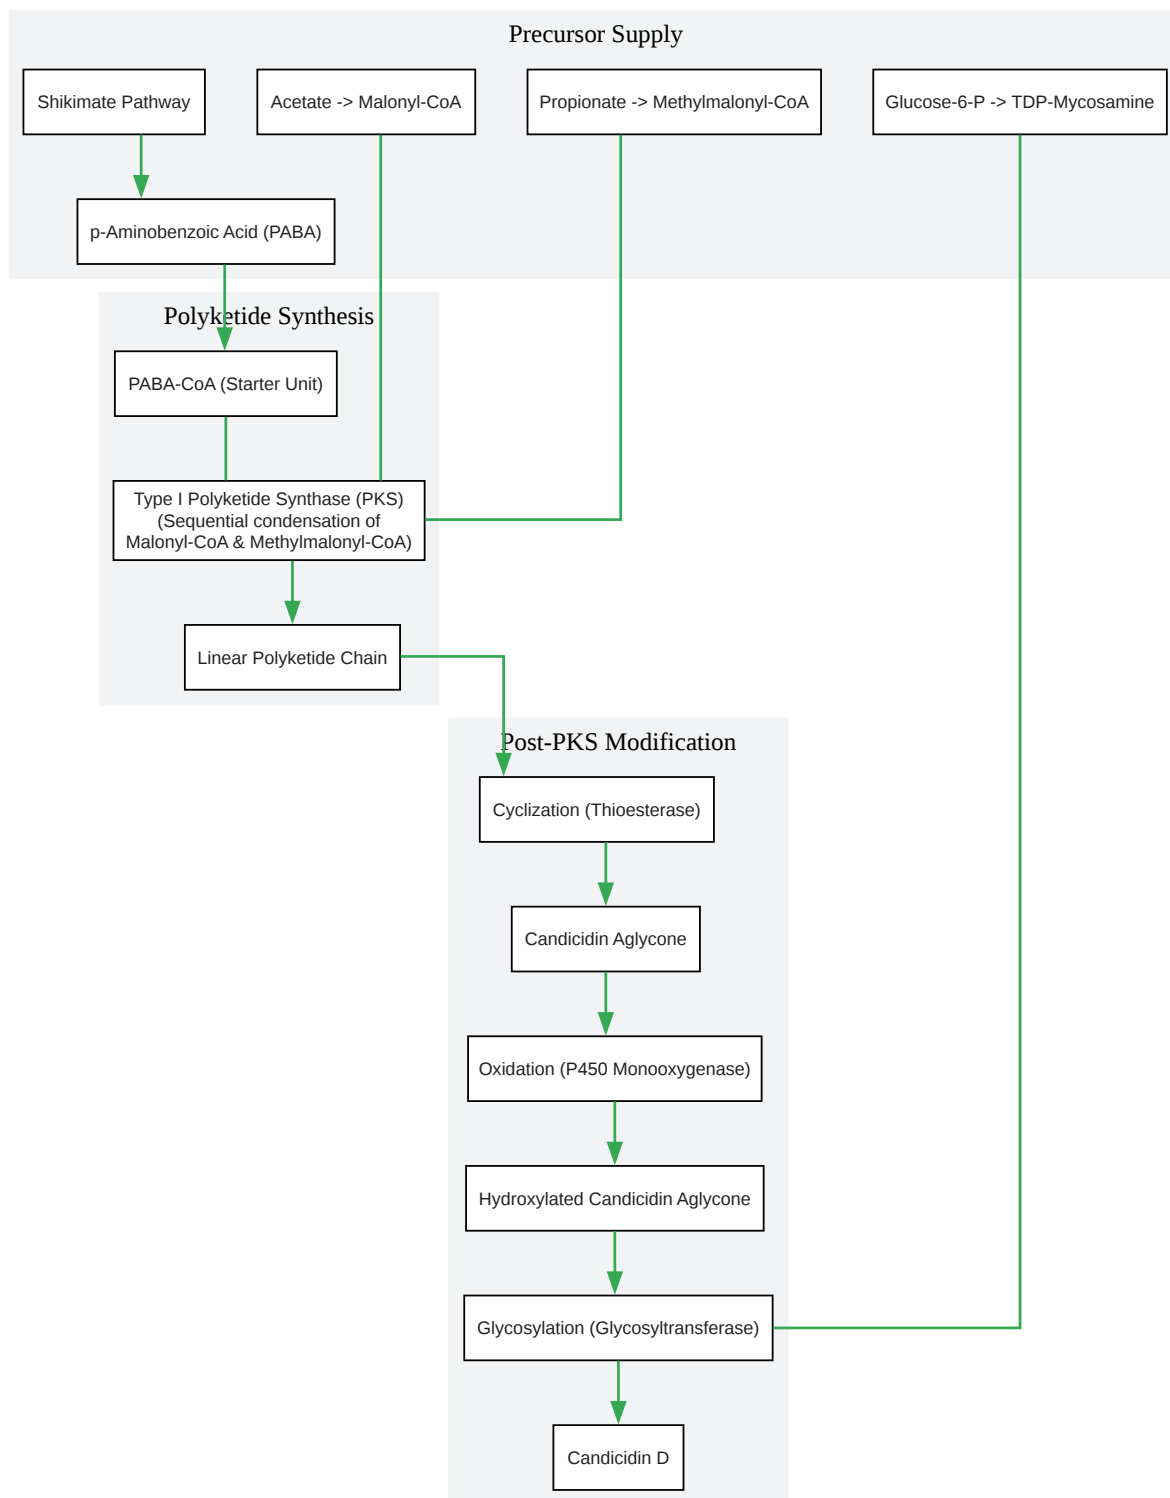 Precursor Supply
Shikimate Pathway
Acetate -> Malonyl-CoA
Propionate -> Methylmalonyl-CoA
Glucose-6-P -> TDP-Mycosamine
p-Aminobenzoic Acid (PABA)
Polyketide Synthesis
PABA-CoA (Starter Unit)
Type I Polyketide Synthase (PKS)
(Sequential condensation of
Malonyl-CoA & Methylmalonyl-CoA)
Linear Polyketide Chain
Post-PKS Modification
Cyclization (Thioesterase)
Candicidin Aglycone
Oxidation (P450 Monooxygenase)
Hydroxylated Candicidin Aglycone
Glycosylation (Glycosyltransferase)
Candicidin D